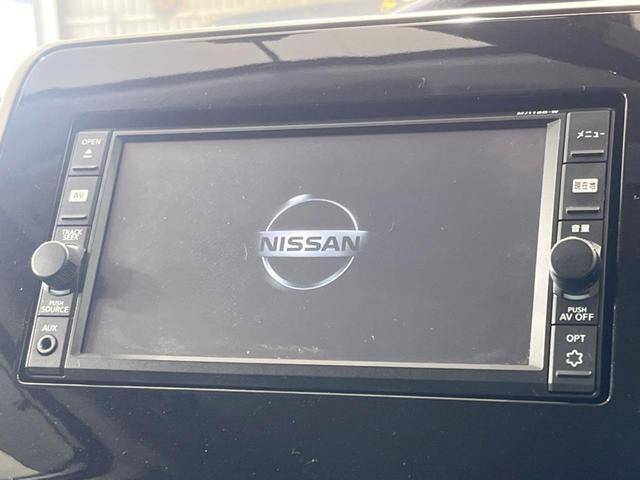 OPEN
AV
TRACK
SEEK
PUSH
SOURCE
AUX
NISSAN
メニュー
現在地
音量
PUSH
AV OFF
OPT